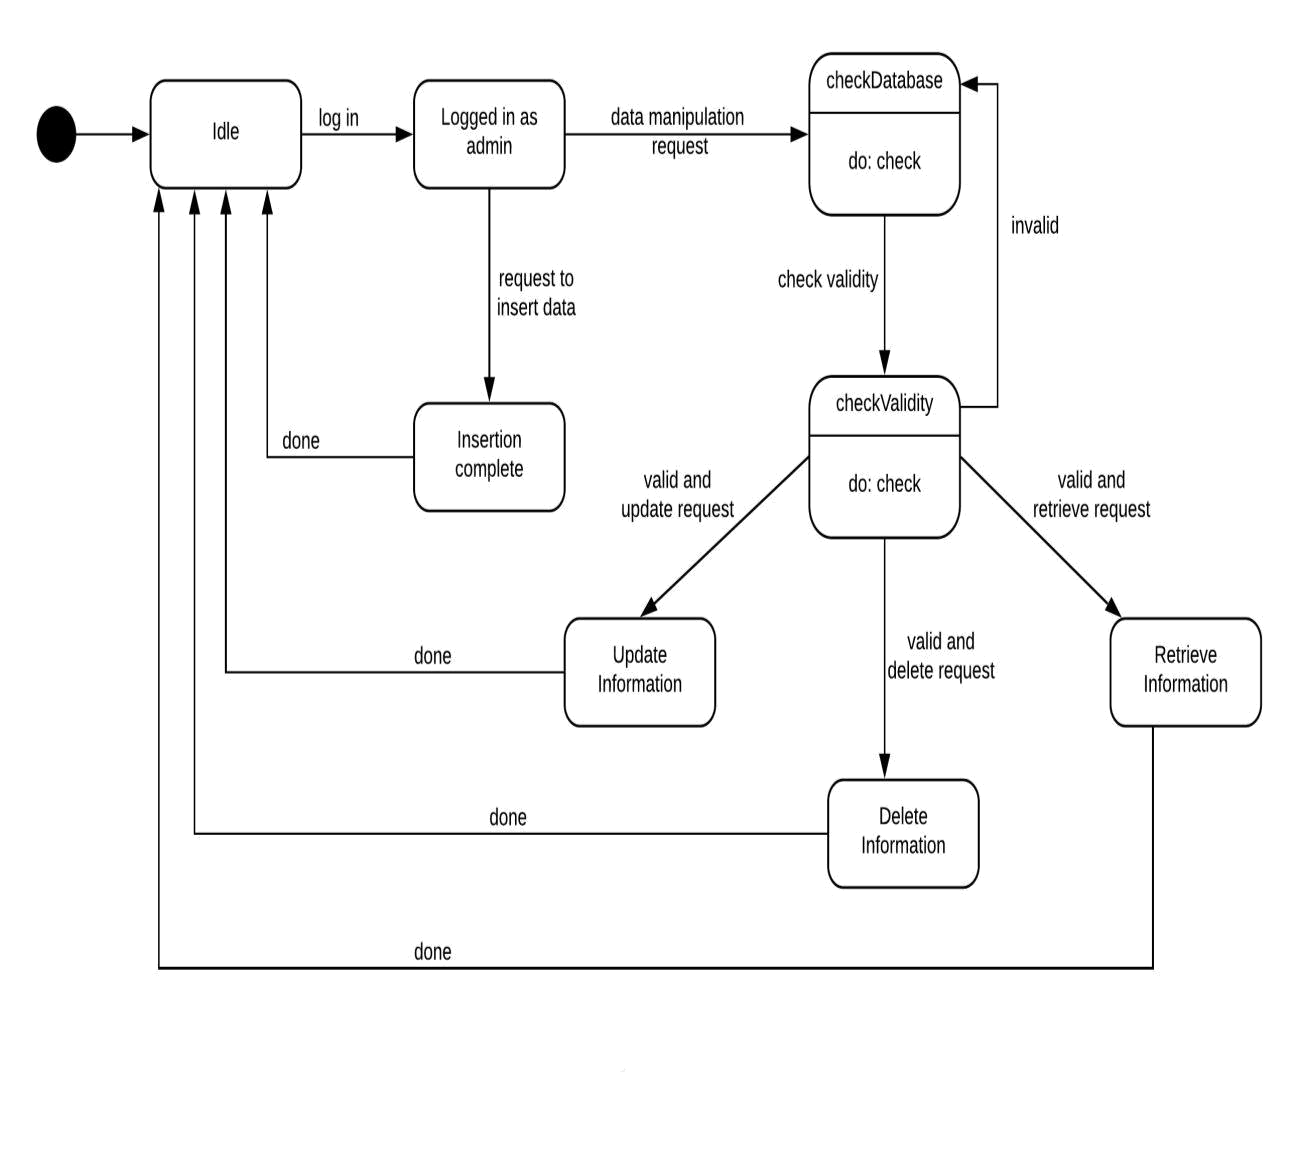 Idle
log in
Logged in as
admin
data manipulation
request
checkDatabase
do: check
invalid
request to
insert data
check validity
Insertion
complete
done
checkValidity
do: check
valid and
update request
valid and
retrieve request
Update
Information
done
valid and
delete request
Retrieve
Information
Delete
Information
done
done